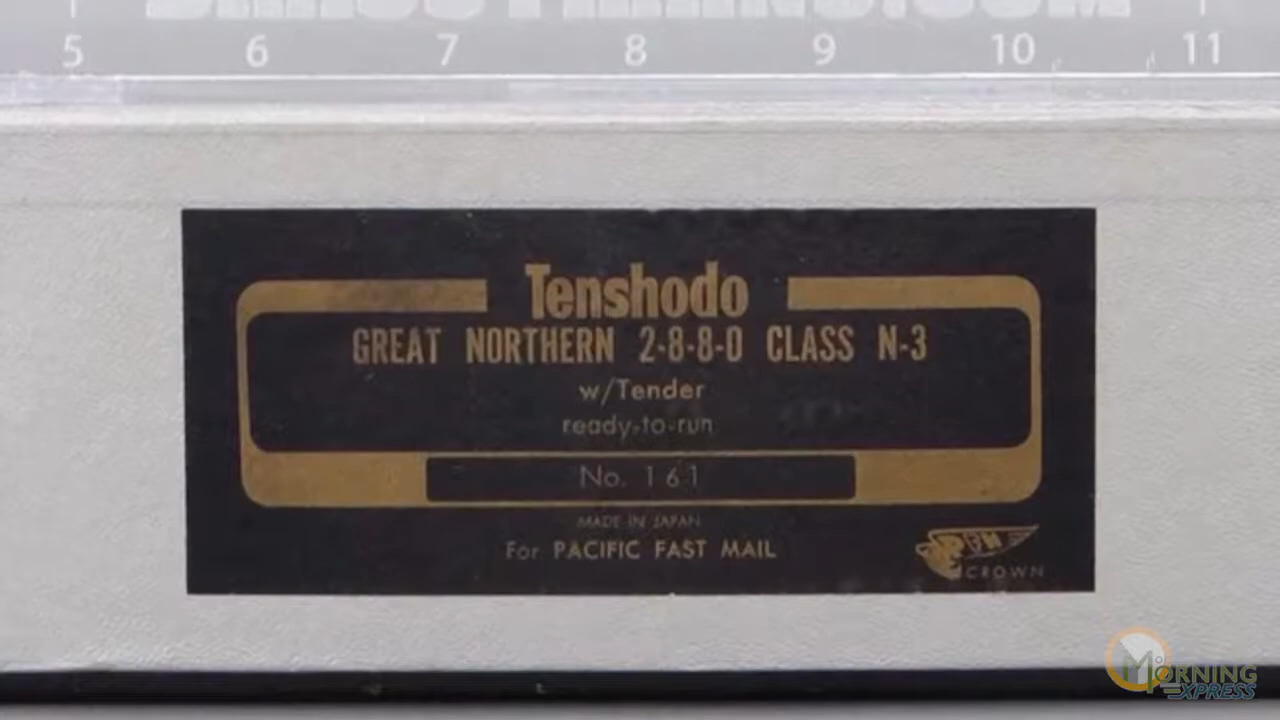 5 6 7 8 9 10 11
Tenshodo
GREAT NORTHERN 2-8-8-0 CLASS N-3
w/Tender
ready-to-run
No. 161
MADE IN JAPAN
For PACIFIC FAST MAIL
PFM
CROWN
MORNING
EXPRESS